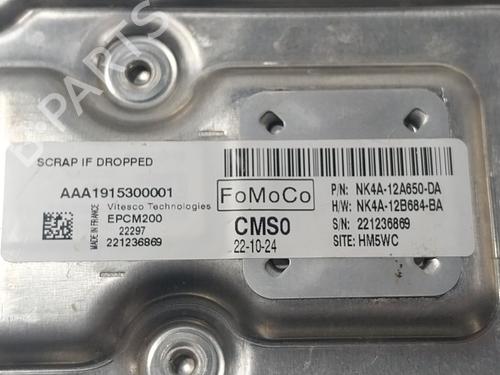 B-PARTS
SCRAP IF DROPPED
AAA1915300001
MADE IN FRANCE
Vitesco Technologies
EPCM200
22297
221236869
FoMoCo
CMS0
22-10-24
P/N: NK4A-12A650-DA
H/W: NK4A-12B684-BA
S/N: 221236869
SITE: HM5WC